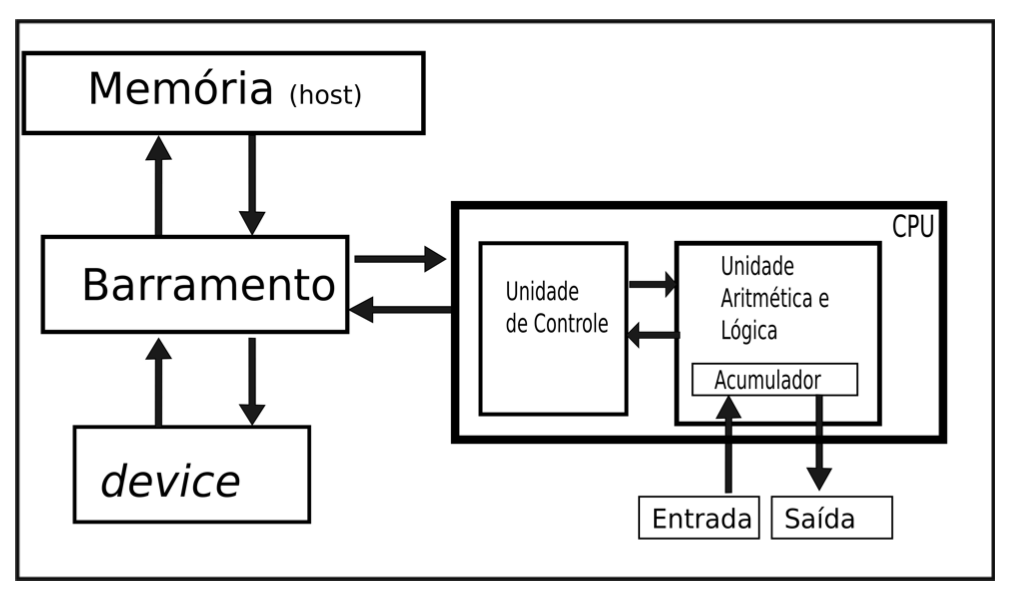 Memória (host)
Barramento
device
CPU
Unidade
de Controle
Unidade
Aritmética e
Lógica
Acumulador
Entrada
Saída